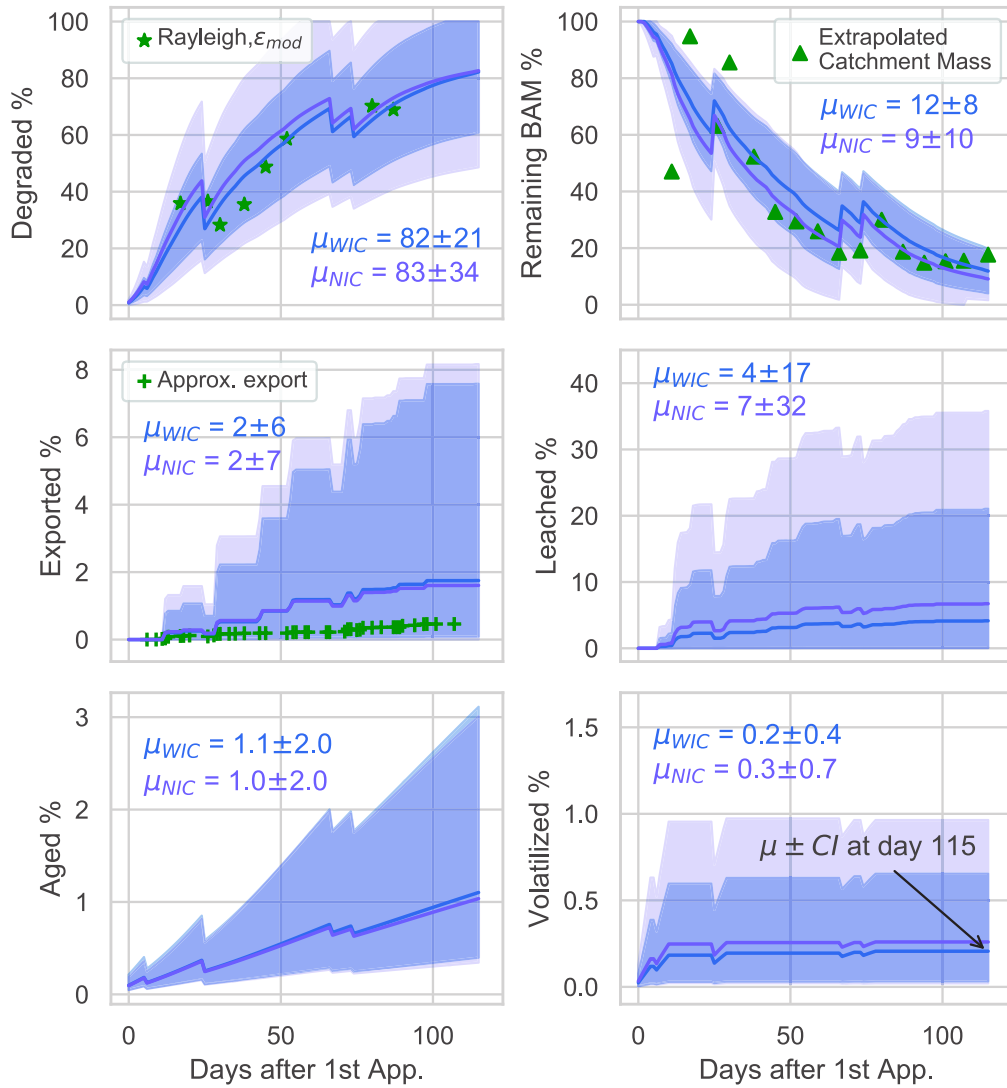 Degraded %
100
80
60
40
20
0
Rayleigh,ε_mod
μ_WIC = 82±21
μ_NIC = 83±34
Remaining BAM %
100
80
60
40
20
0
Extrapolated
Catchment Mass
μ_WIC = 12±8
μ_NIC = 9±10
Exported %
8
6
4
2
0
Approx. export
μ_WIC = 2±6
μ_NIC = 2±7
Leached %
40
30
20
10
0
μ_WIC = 4±17
μ_NIC = 7±32
Aged %
3
2
1
0
μ_WIC = 1.1±2.0
μ_NIC = 1.0±2.0
0 50 100
Days after 1st App.
Volatilized %
1.5
1.0
0.5
0.0
μ_WIC = 0.2±0.4
μ_NIC = 0.3±0.7
μ ± CI at day 115
0 50 100
Days after 1st App.